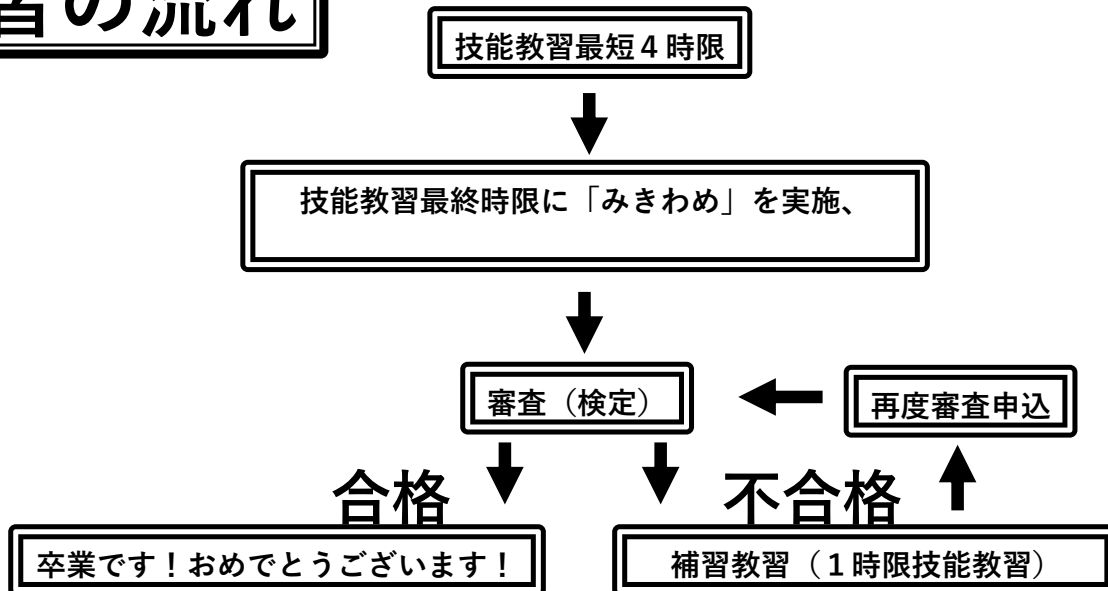 習の流れ
技能教習最短４時限
技能教習最終時限に「みきわめ」を実施、
審査（検定）
再度審査申込
合格
不合格
卒業です！おめでとうございます！
補習教習（１時限技能教習）